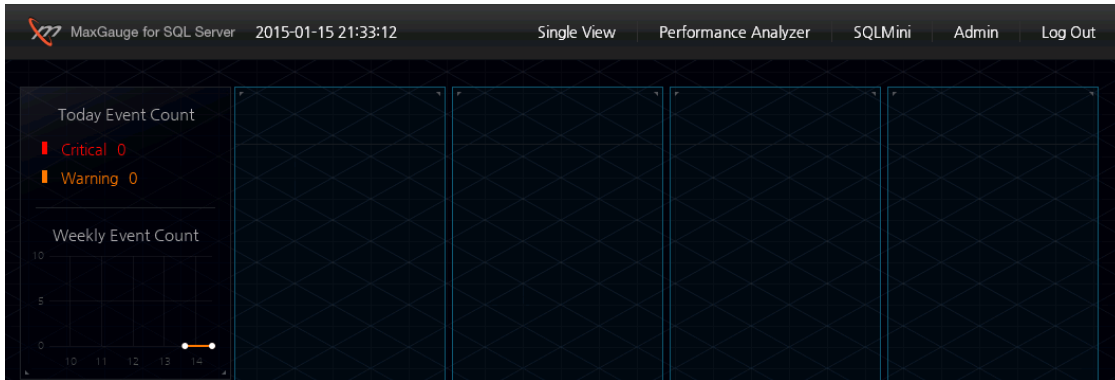 MaxGauge for SQL Server 2015-01-15 21:33:12 Single View Performance Analyzer SQLMini Admin Log Out
Today Event Count
Critical 0
Warning 0
Weekly Event Count
10
5
0
10 11 12 13 14